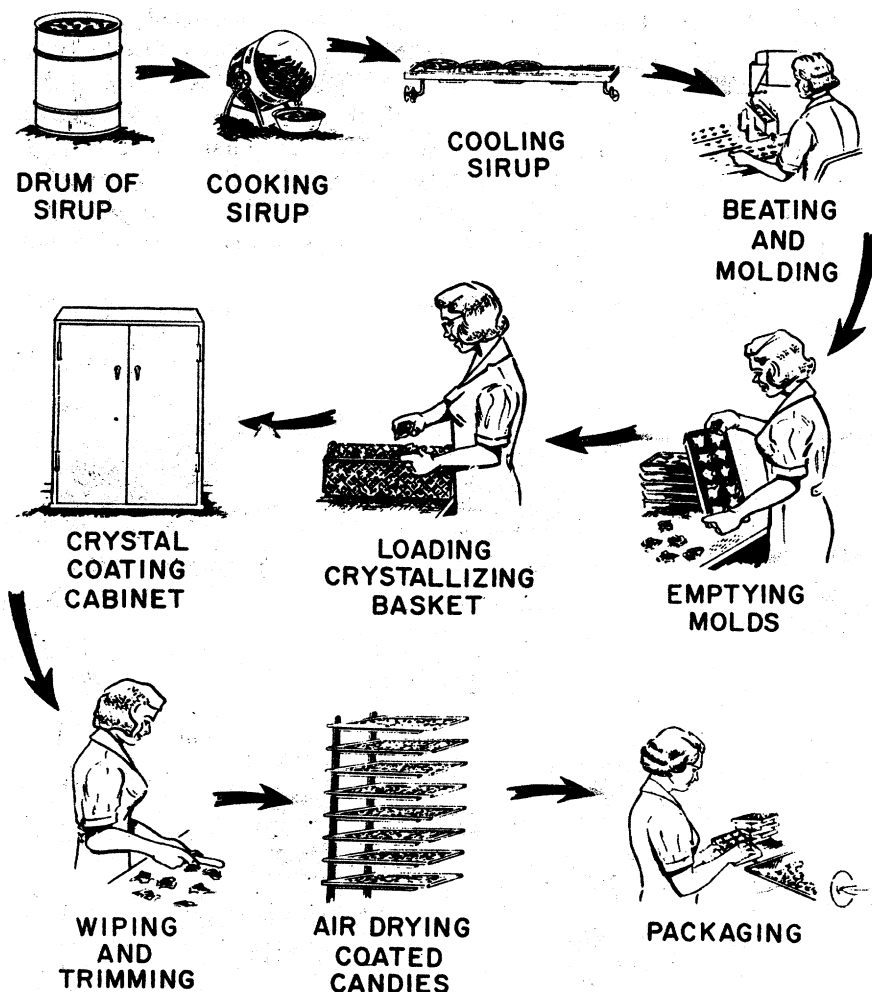 DRUM OF
SIRUP
COOKING
SIRUP
COOLING
SIRUP
BEATING
AND
MOLDING
EMPTYING
MOLDS
LOADING
CRYSTALLIZING
BASKET
CRYSTAL
COATING
CABINET
WIPING
AND
TRIMMING
AIR DRYING
COATED
CANDIES
PACKAGING